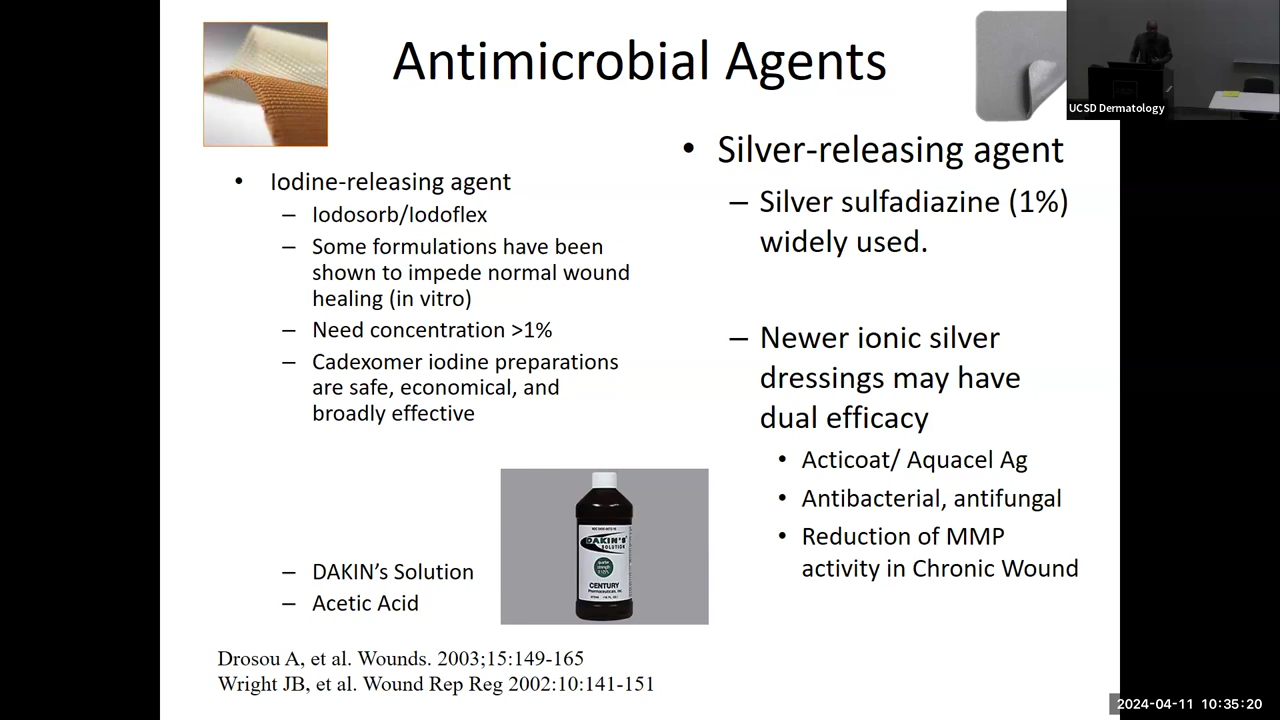 Antimicrobial Agents
UCSD Dermatology
• Iodine-releasing agent
– Iodosorb/Iodoflex
– Some formulations have been
shown to impede normal wound
healing (in vitro)
– Need concentration >1%
– Cadexomer iodine preparations
are safe, economical, and
broadly effective
– DAKIN’s Solution
– Acetic Acid
DAKIN'S
SOLUTION
CENTURY
• Silver-releasing agent
– Silver sulfadiazine (1%)
widely used.
– Newer ionic silver
dressings may have
dual efficacy
• Acticoat/ Aquacel Ag
• Antibacterial, antifungal
• Reduction of MMP
activity in Chronic Wound
Drosou A, et al. Wounds. 2003;15:149-165
Wright JB, et al. Wound Rep Reg 2002:10:141-151
2024-04-11 10:35:20